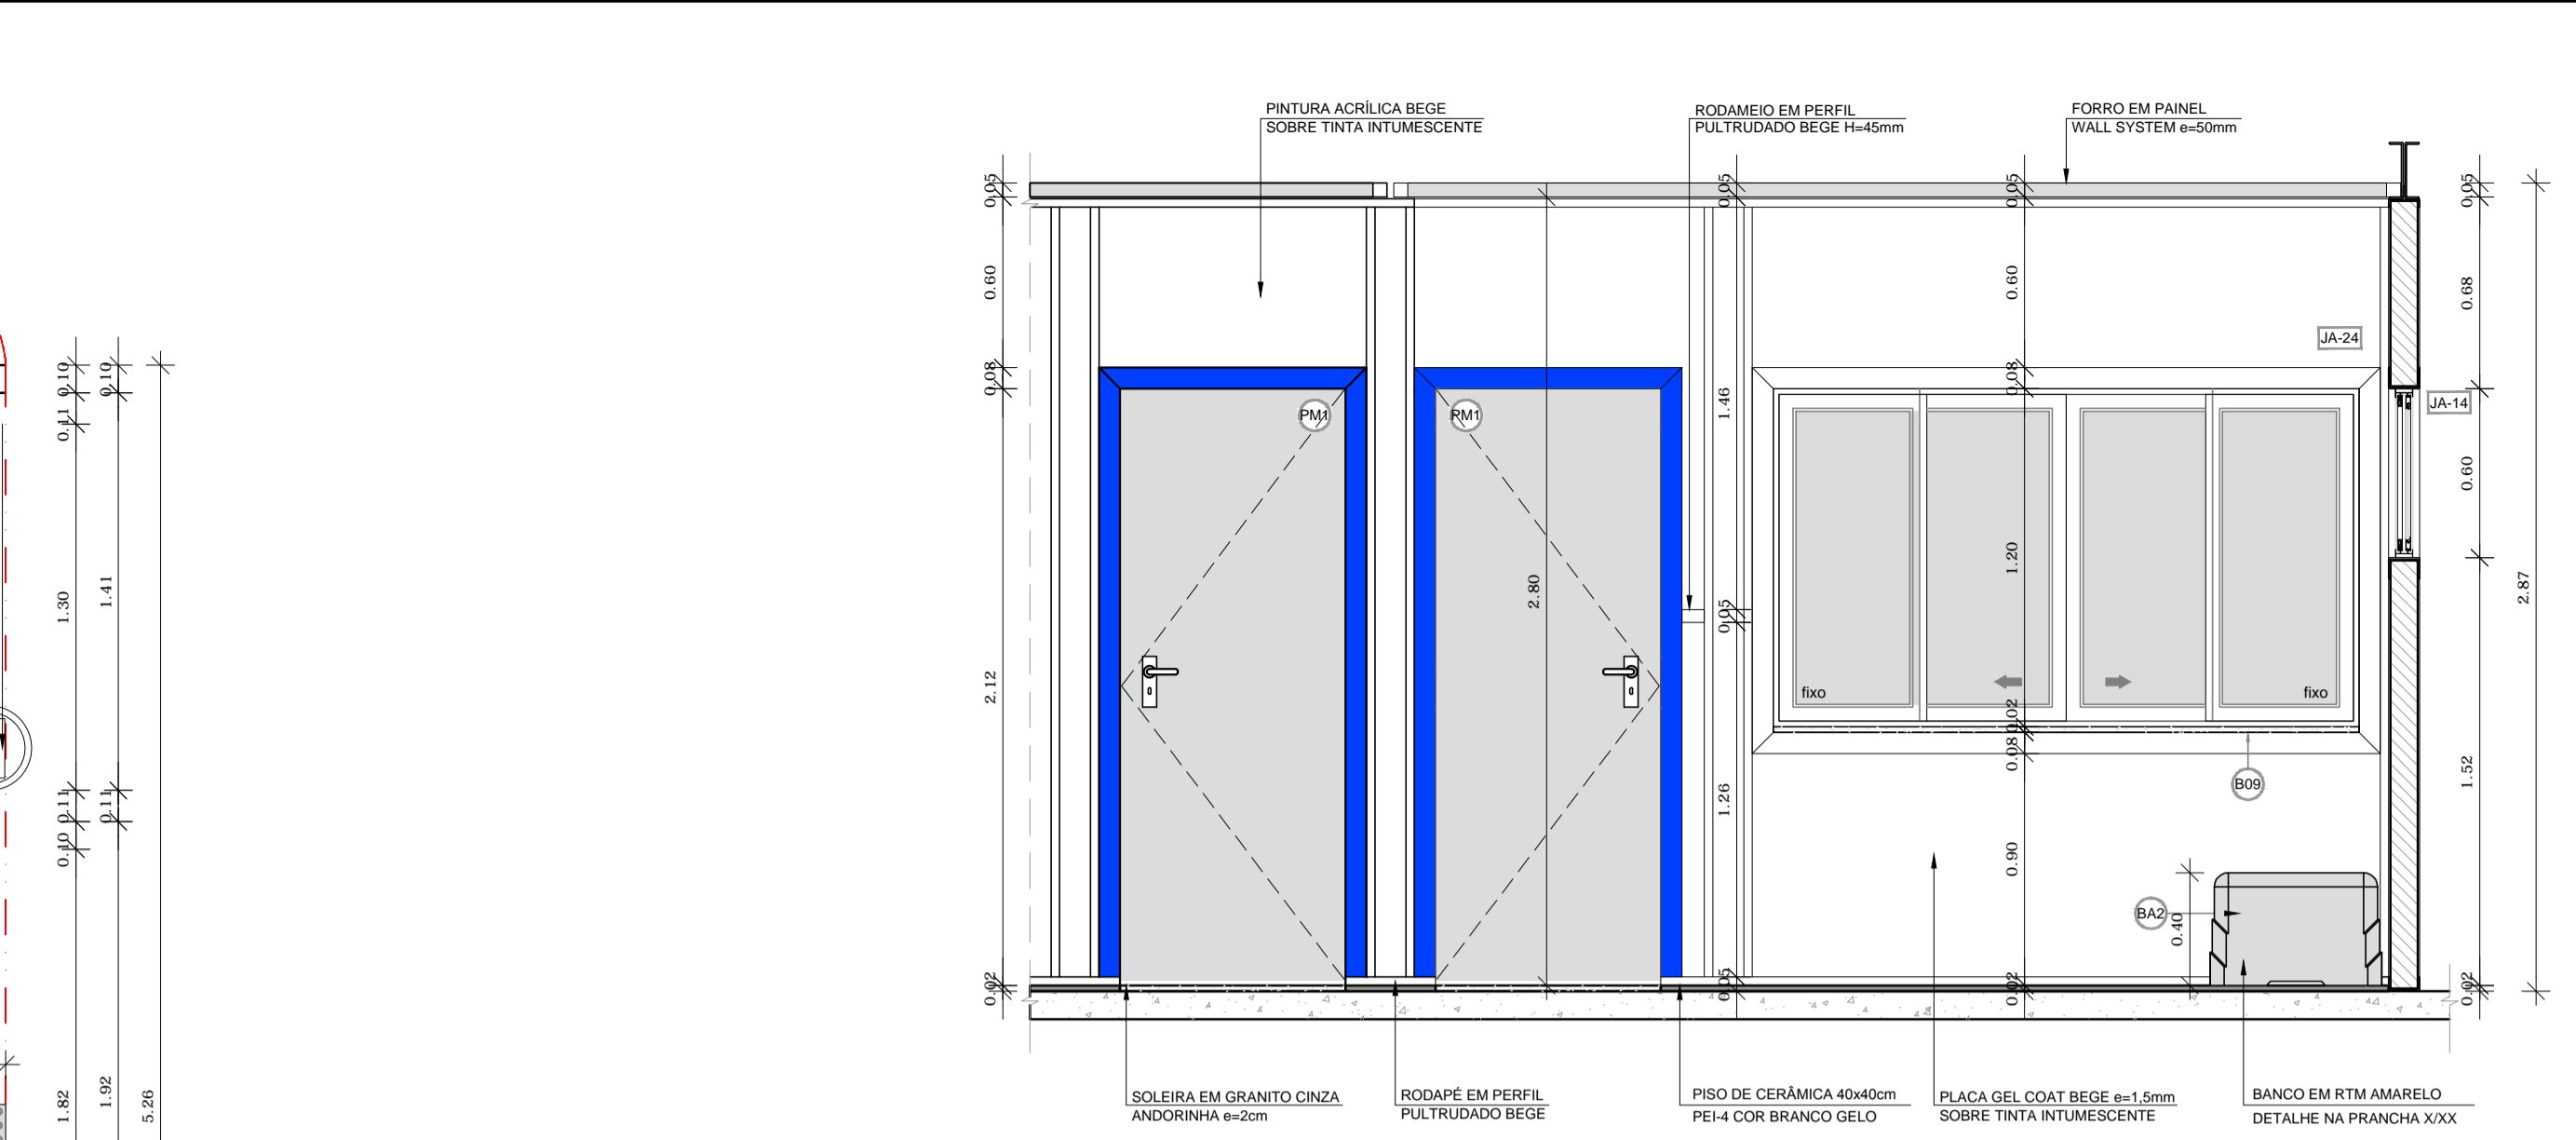 PINTURA ACRÍLICA BEGE
SOBRE TINTA INTUMESCENTE
RODAMEIO EM PERFIL
PULTRUDADO BEGE H=45mm
FORRO EM PAINEL
WALL SYSTEM e=50mm
0.10
0.11
1.30
0.11
0.10
1.82
0.10
1.41
0.11
1.92
5.26
0.05
0.60
0.08
2.12
0.02
PM1
PM1
2.80
0.05
1.46
0.05
1.26
0.05
0.05
0.60
0.08
1.20
0.02
0.08
0.90
0.02
fixo
fixo
JA-24
JA-14
B09
BA2
0.40
0.05
0.68
0.60
1.52
0.02
2.87
SOLEIRA EM GRANITO CINZA
ANDORINHA e=2cm
RODAPÉ EM PERFIL
PULTRUDADO BEGE
PISO DE CERÂMICA 40x40cm
PEI-4 COR BRANCO GELO
PLACA GEL COAT BEGE e=1,5mm
SOBRE TINTA INTUMESCENTE
BANCO EM RTM AMARELO
DETALHE NA PRANCHA X/XX